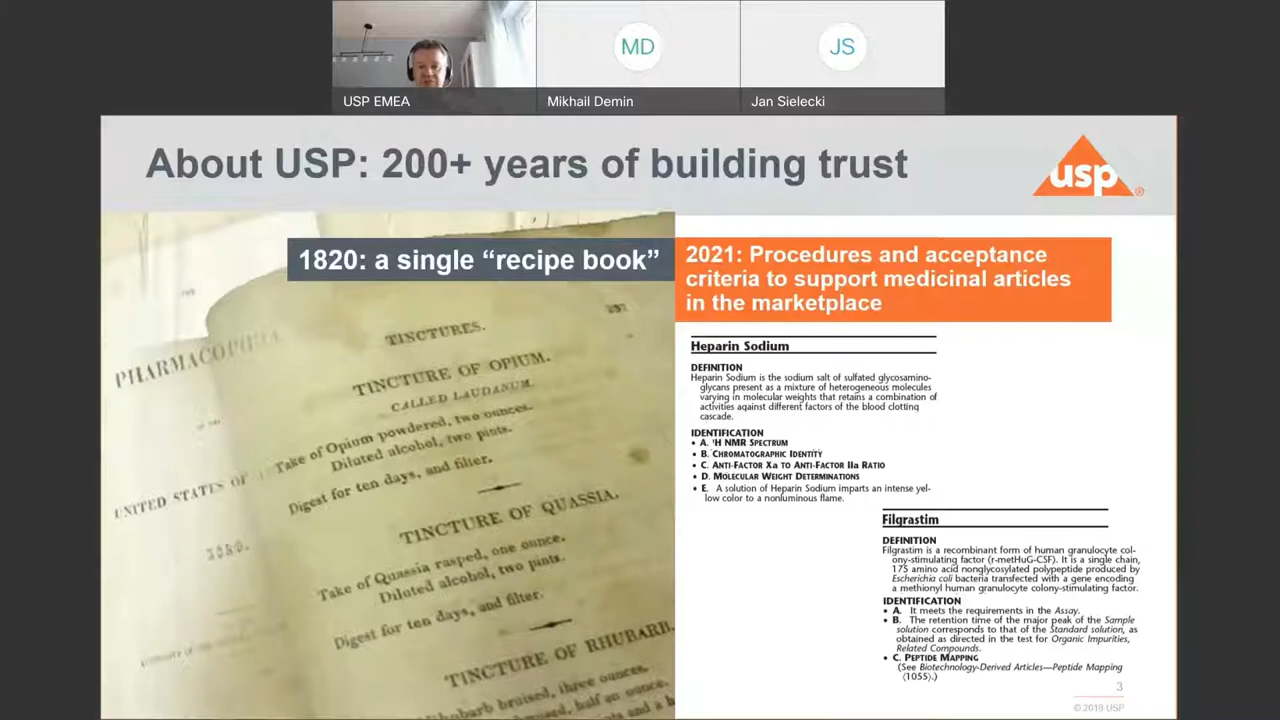 MD
JS
USP EMEA
Mikhail Demin
Jan Sielecki
About USP: 200+ years of building trust
usp®
1820: a single “recipe book”
PHARMACOPŒIA
UNITED STATES OF
1820.
257
TINCTURES.
TINCTURE OF OPIUM.
CALLED LAUDANUM.
Take of Opium powdered, two ounces.
Diluted alcohol, two pints.
Digest for ten days, and filter.
TINCTURE OF QUASSIA.
Take of Quassia rasped, one ounce.
Diluted alcohol, two pints.
Digest for ten days, and filter.
TINCTURE OF RHUBARB.
Rhubarb bruised, three ounces.
bruised, half an ounce.
2021: Procedures and acceptance
criteria to support medicinal articles
in the marketplace
Heparin Sodium
DEFINITION
Heparin Sodium is the sodium salt of sulfated glycosamino-
glycans present as a mixture of heterogeneous molecules
varying in molecular weights that retains a combination of
activities against different factors of the blood clotting
cascade.
IDENTIFICATION
• A. ¹H NMR SPECTRUM
• B. CHROMATOGRAPHIC IDENTITY
• C. ANTI-FACTOR Xa TO ANTI-FACTOR IIa RATIO
• D. MOLECULAR WEIGHT DETERMINATIONS
• E. A solution of Heparin Sodium imparts an intense yel-
low color to a nonluminous flame.
Filgrastim
DEFINITION
Filgrastim is a recombinant form of human granulocyte col-
ony-stimulating factor (r-metHuG-CSF). It is a single chain,
175 amino acid nonglycosylated polypeptide produced by
Escherichia coli bacteria transfected with a gene encoding
a methionyl human granulocyte colony-stimulating factor.
IDENTIFICATION
• A. It meets the requirements in the Assay.
• B. The retention time of the major peak of the Sample
solution corresponds to that of the Standard solution, as
obtained as directed in the test for Organic Impurities,
Related Compounds.
• C. PEPTIDE MAPPING
(See Biotechnology-Derived Articles—Peptide Mapping
⟨1055⟩.)
3
© 2019 USP